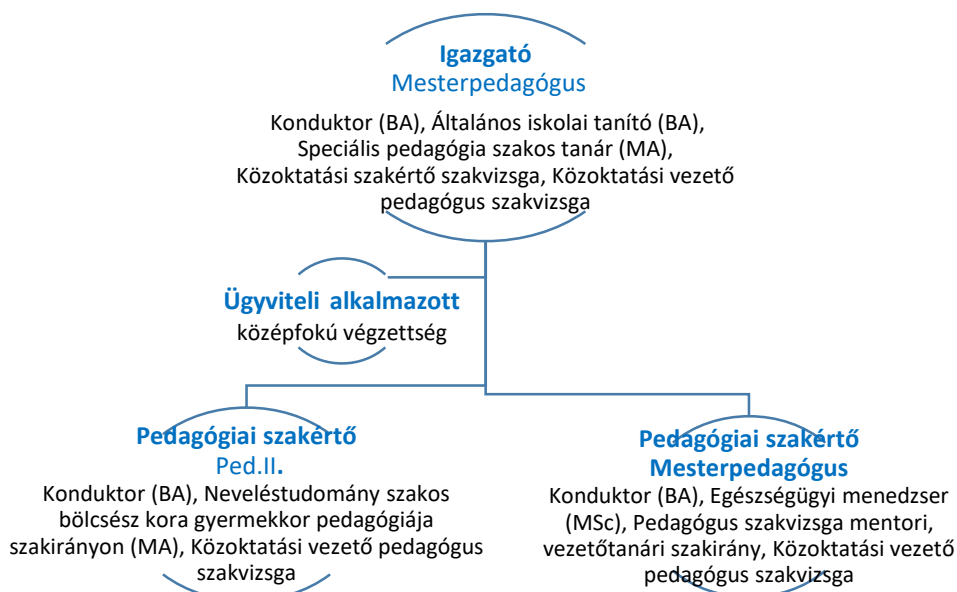 Igazgató
Mesterpedagógus
Konduktor (BA), Általános iskolai tanító (BA),
Speciális pedagógia szakos tanár (MA),
Közoktatási szakértő szakvizsga, Közoktatási vezető
pedagógus szakvizsga
Ügyviteli alkalmazott
középfokú végzettség
Pedagógiai szakértő
Ped.II.
Konduktor (BA), Neveléstudomány szakos
bölcsész kora gyermekkor pedagógiája
szakirányon (MA), Közoktatási vezető pedagógus
szakvizsga
Pedagógiai szakértő
Mesterpedagógus
Konduktor (BA), Egészségügyi menedzser
(MSc), Pedagógus szakvizsga mentori,
vezetőtanári szakirány, Közoktatási vezető
pedagógus szakvizsga